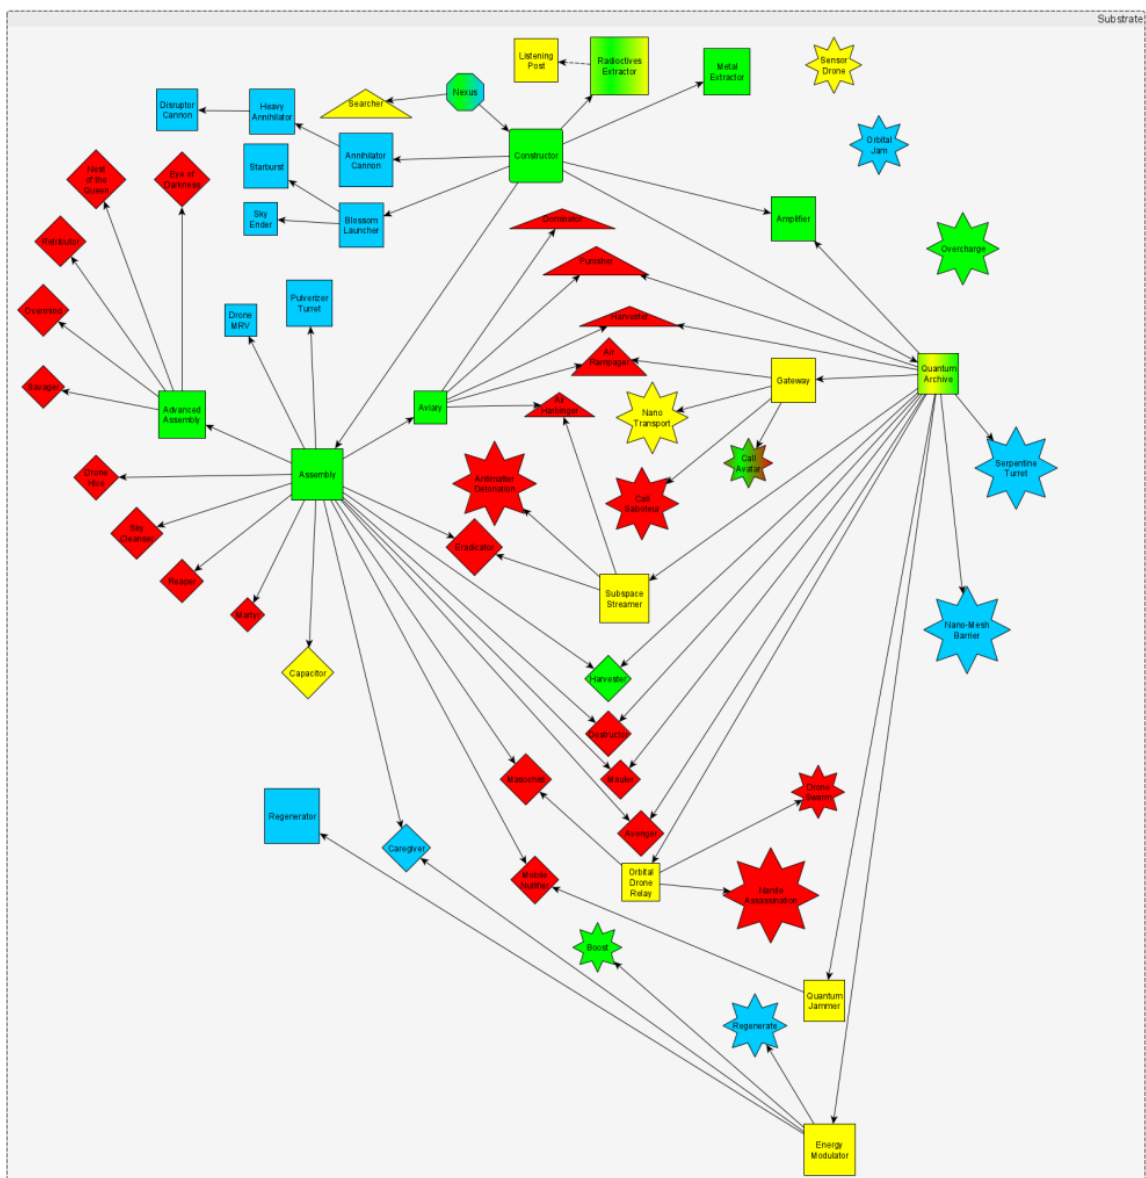 Substrate
Listening
Post
Radioctives
Extractor
Metal
Extractor
Sensor
Drone
Nexus
Searcher
Disruptor
Cannon
Heavy
Annihilator
Orbital
Jam
Annihilator
Cannon
Constructor
Starburst
Nest
of the
Queen
Eye of
Darkness
Sky
Ender
Blossom
Launcher
Dominator
Amplifier
Retributor
Overcharge
Punisher
Overmind
Drone
MRV
Pulverizer
Turret
Harvester
Air
Rampager
Gateway
Quantum
Archive
Savager
Advanced
Assembly
Aviary
Air
Harbinger
Nano
Transport
Drone
Hive
Assembly
Antimatter
Detonation
Call
Avatar
Serpentine
Turret
Call
Saboteur
Sky
Cleanser
Eradicator
Reaper
Subspace
Streamer
Martyr
Nano-Mesh
Barrier
Capacitor
Harvester
Destructor
Masochist
Mauler
Drone
Swarm
Regenerator
Avenger
Caregiver
Mobile
Nullifier
Orbital
Drone
Relay
Nanite
Assassination
Boost
Quantum
Jammer
Regenerate
Energy
Modulator